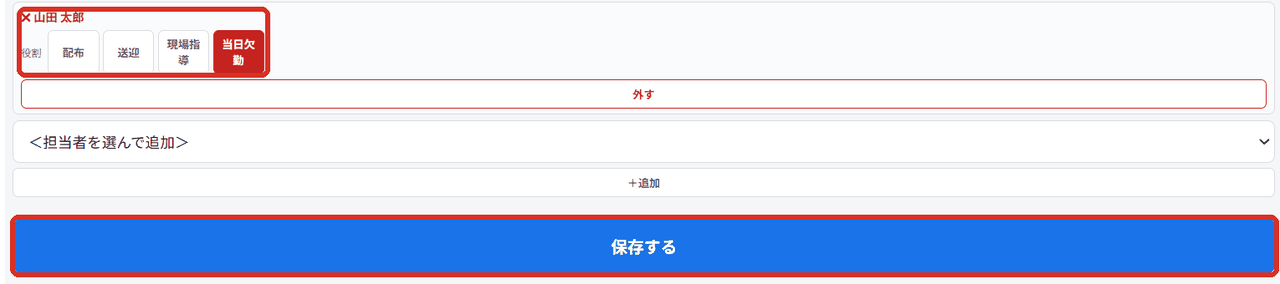 × 山田 太郎
役割 配布 送迎 現場指導 当日欠勤
外す
＜担当者を選んで追加＞
＋追加
保存する